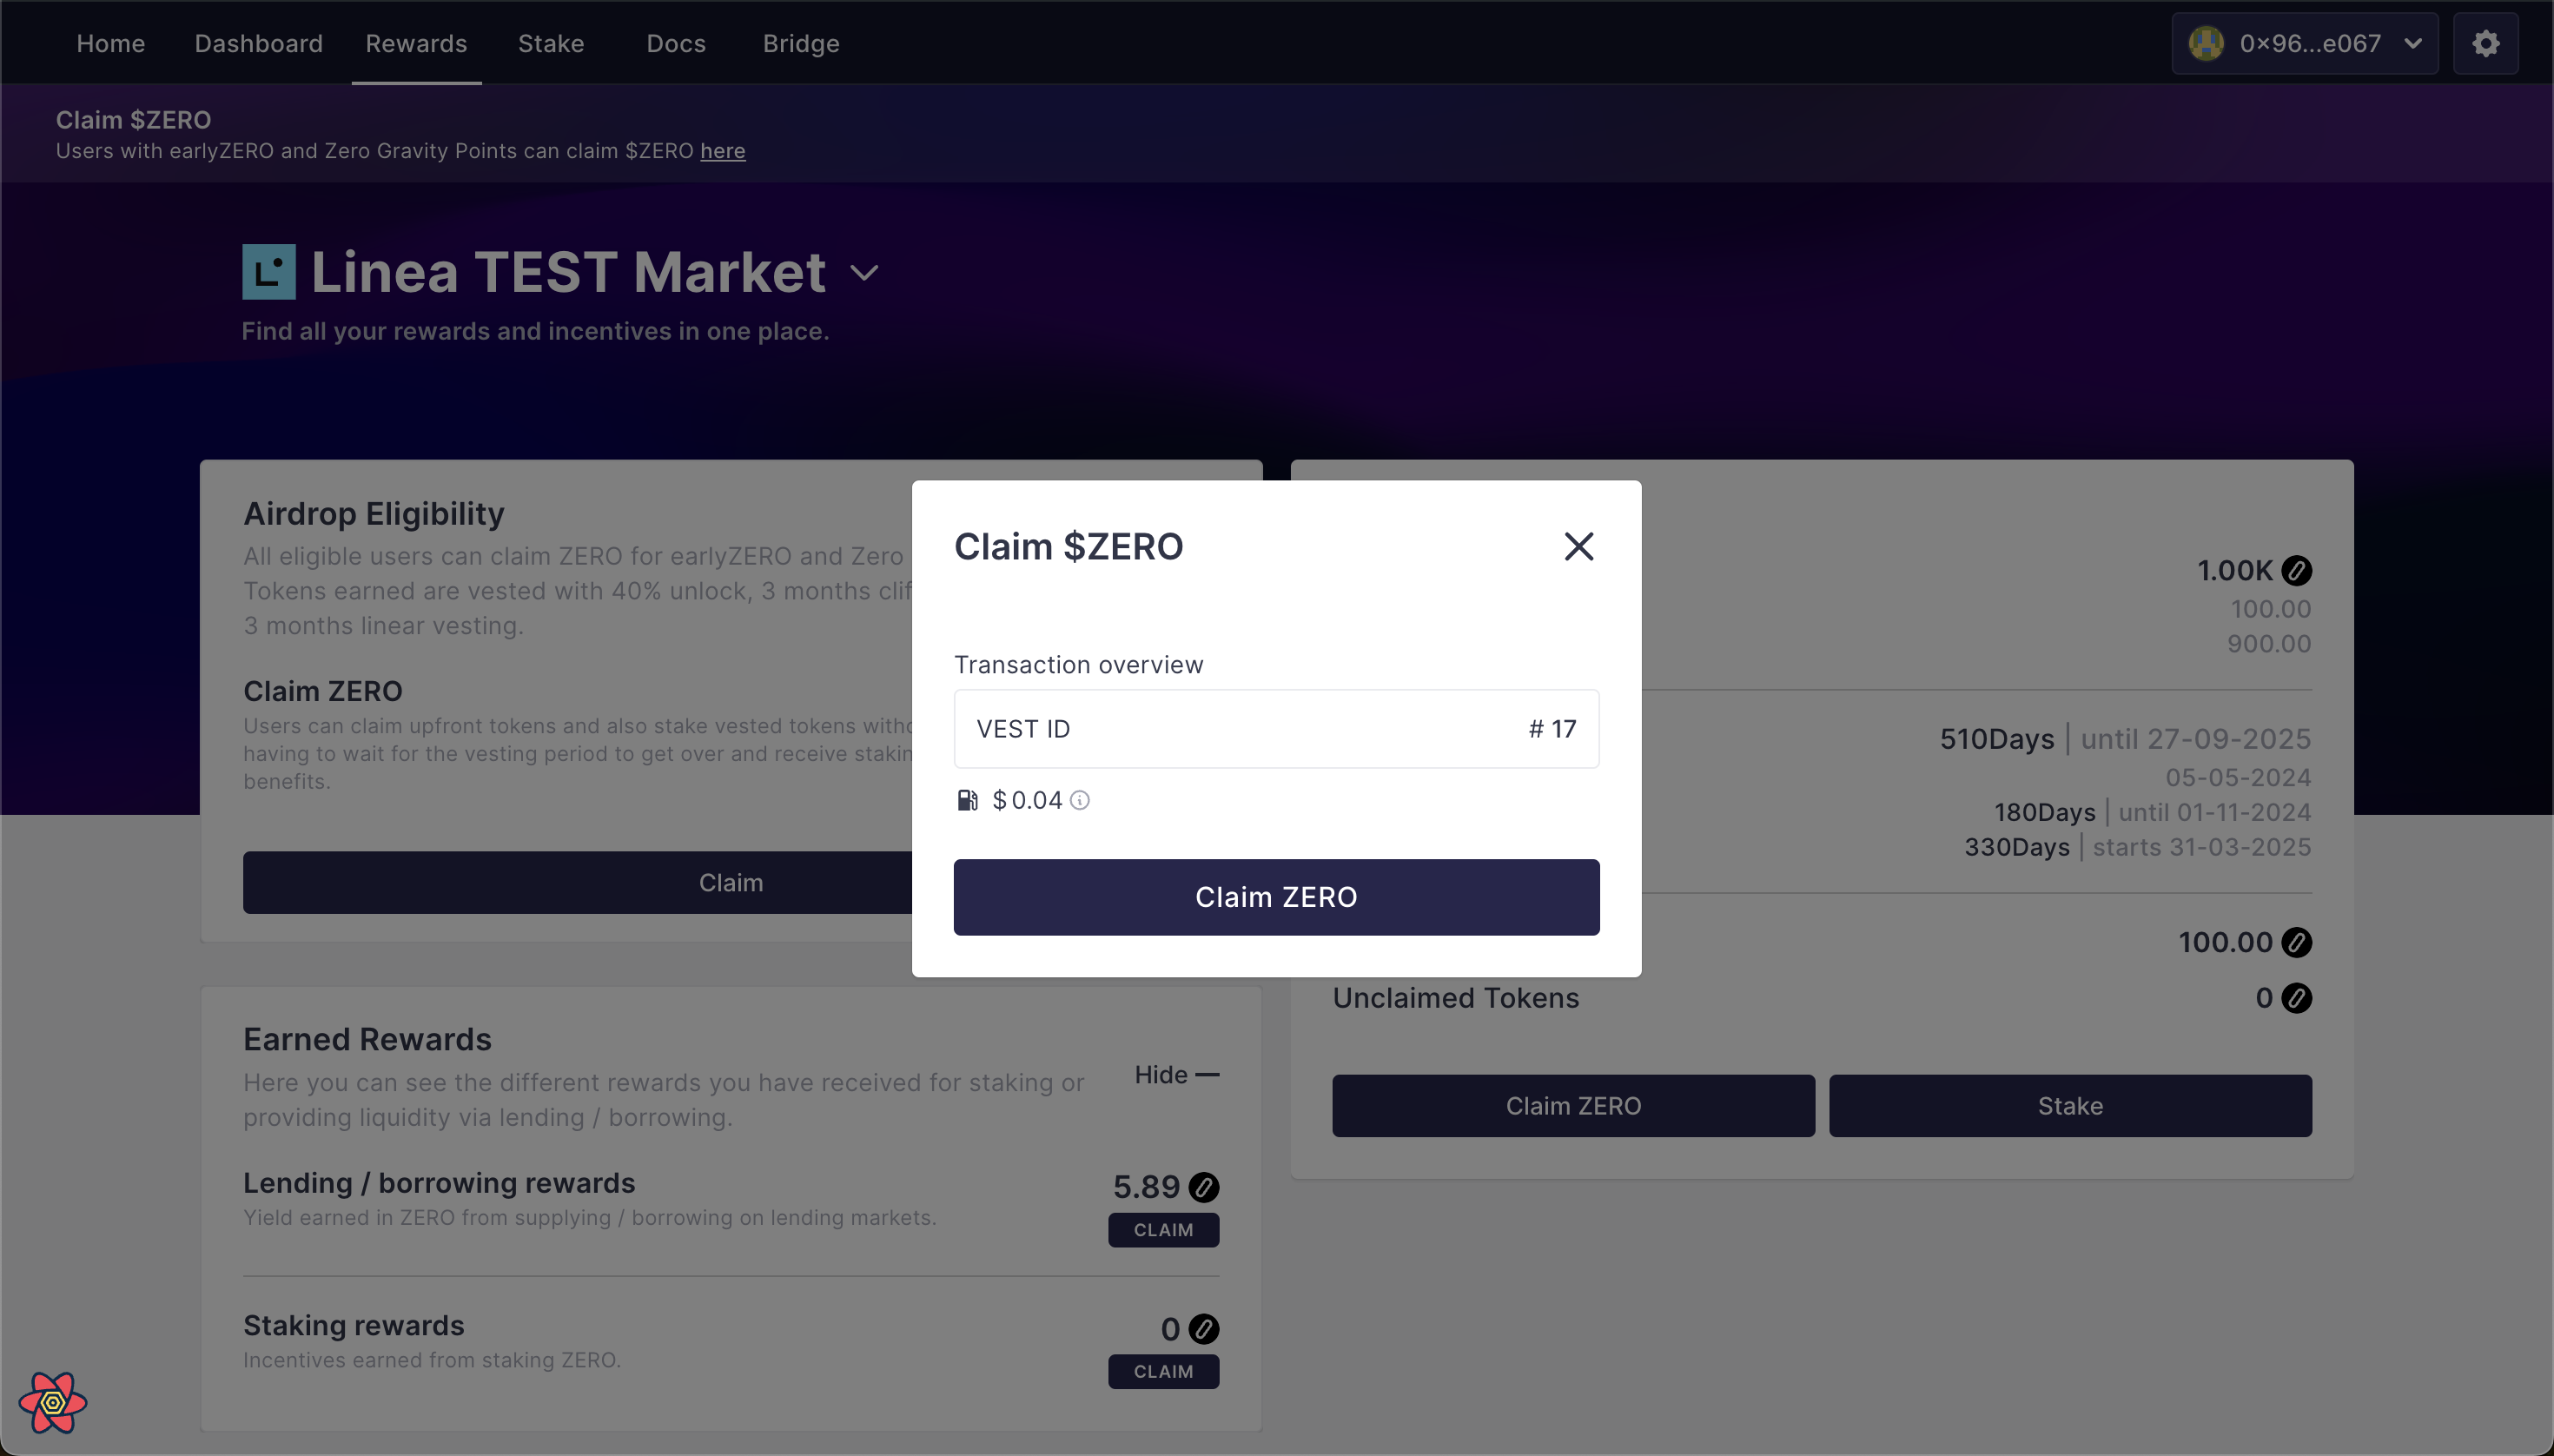 Home Dashboard Rewards Stake Docs Bridge 0×96...e067
Claim $ZERO
Users with earlyZERO and Zero Gravity Points can claim $ZERO here
Linea TEST Market
Find all your rewards and incentives in one place.
Airdrop Eligibility
All eligible users can claim ZERO for earlyZERO and Zero
Tokens earned are vested with 40% unlock, 3 months clif
3 months linear vesting.
Claim ZERO
Users can claim upfront tokens and also stake vested tokens witho
having to wait for the vesting period to get over and receive stakin
benefits.
Claim
Earned Rewards
Here you can see the different rewards you have received for staking or
providing liquidity via lending / borrowing.
Hide
Lending / borrowing rewards
Yield earned in ZERO from supplying / borrowing on lending markets.
5.89
CLAIM
Staking rewards
Incentives earned from staking ZERO.
0
CLAIM
Claim $ZERO
Transaction overview
VEST ID # 17
$ 0.04
Claim ZERO
1.00K
100.00
900.00
510Days | until 27-09-2025
05-05-2024
180Days | until 01-11-2024
330Days | starts 31-03-2025
100.00
Unclaimed Tokens 0
Claim ZERO Stake